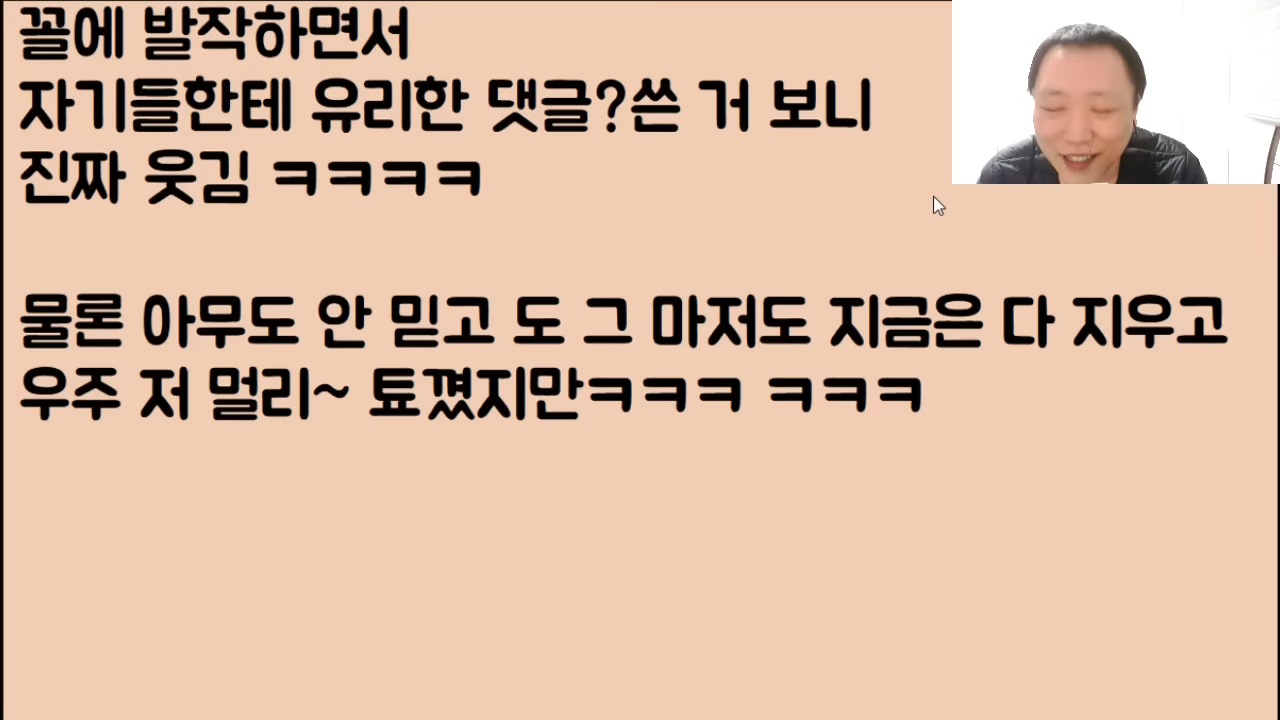 꼴에 발작하면서
자기들한테 유리한 댓글?쓴 거 보니
진짜 웃김 ㅋㅋㅋㅋ
물론 아무도 안 믿고 도 그 마저도 지금은 다 지우고
우주 저 멀리~ 툐꼈지만ㅋㅋㅋ ㅋㅋㅋ